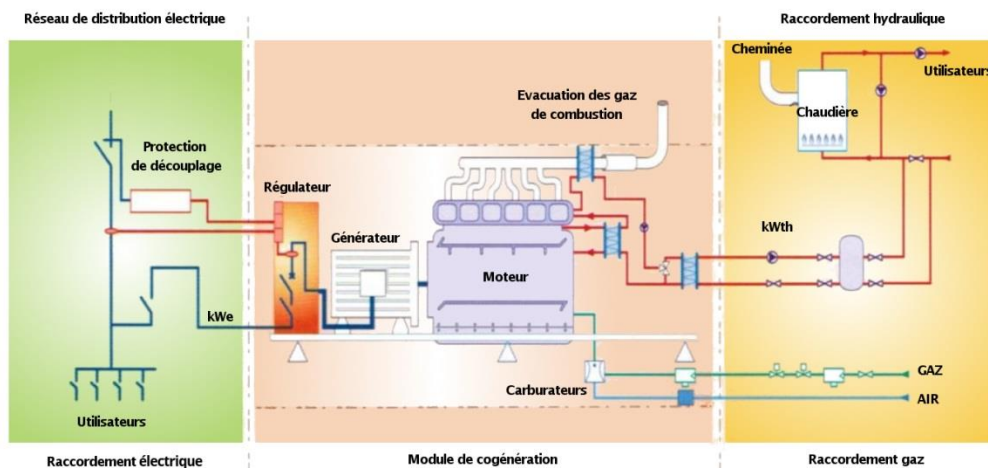 Réseau de distribution électrique
Raccordement hydraulique
Cheminée
Utilisateurs
Chaudière
Evacuation des gaz
de combustion
Protection
de découplage
Régulateur
Générateur
Moteur
kWth
kWe
Carburateurs
GAZ
AIR
Utilisateurs
Raccordement électrique
Module de cogénération
Raccordement gaz